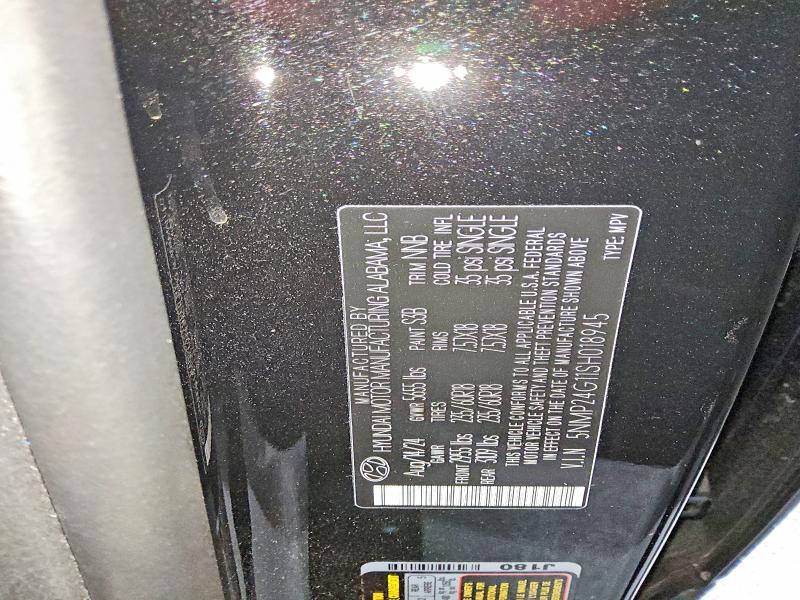 MANUFACTURED BY
HYUNDAI MOTOR MANUFACTURING ALABAMA, LLC
Aug/14/24 GVWR 5655 lbs PAINT S3B TRIM NNB
GAWR TIRES RIMS COLD TIRE INFL
FRONT 2955 lbs 235/60R18 7.5JX18 35 psi SINGLE
REAR 3019 lbs 235/60R18 7.5JX18 35 psi SINGLE
THIS VEHICLE CONFORMS TO ALL APPLICABLE U.S.A. FEDERAL
MOTOR VEHICLE SAFETY AND THEFT PREVENTION STANDARDS
IN EFFECT ON THE DATE OF MANUFACTURE SHOWN ABOVE
V.I.N 5NMP24G11SH018945
TYPE: MPV
J180